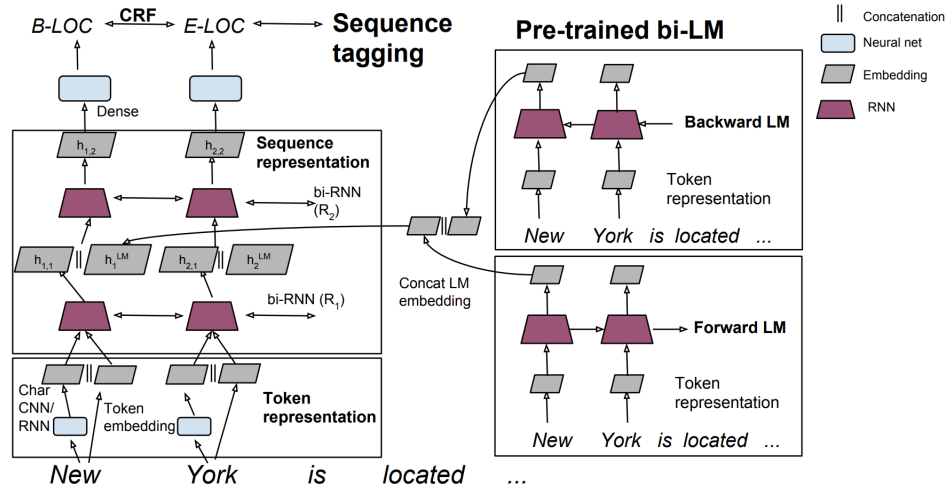 B-LOC
CRF
E-LOC
Sequence
tagging
Dense
h1,2
h2,2
Sequence
representation
bi-RNN
(R2)
h1,1
||
h1LM
h2,1
||
h2LM
bi-RNN (R1)
Char
CNN/
RNN
||
Token
embedding
||
Token
representation
New York is located ...
Pre-trained bi-LM
Backward LM
Token
representation
New York is located ...
||
Concat LM
embedding
Forward LM
Token
representation
New York is located ...
|| Concatenation
Neural net
Embedding
RNN